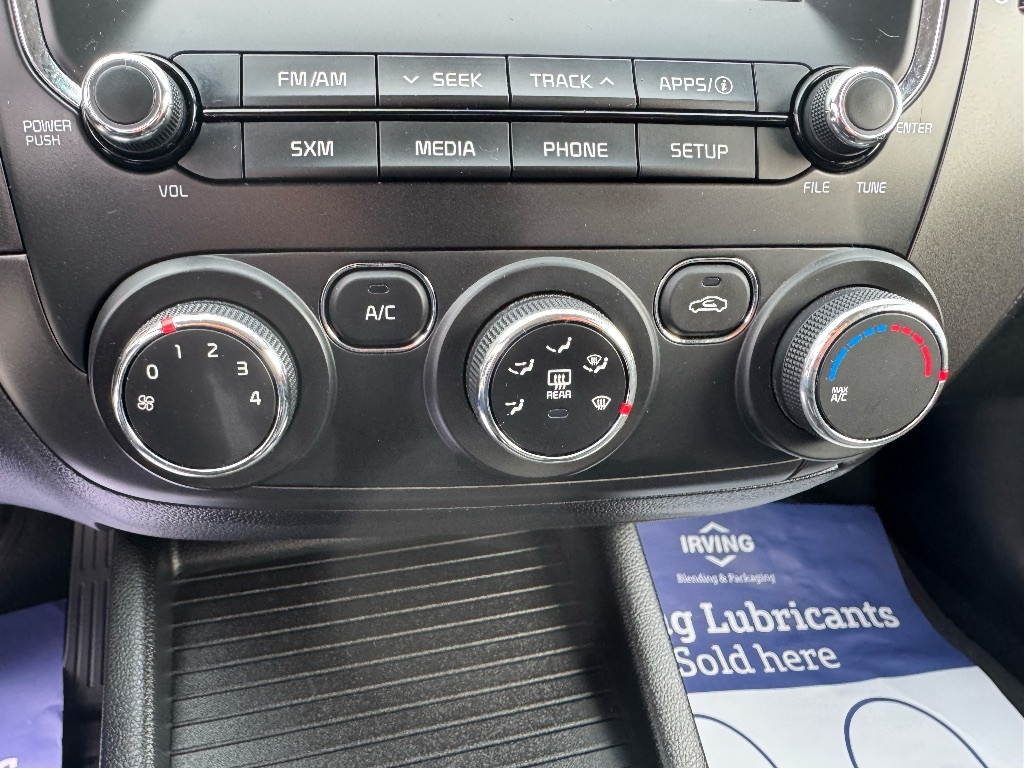 FM/AM
SEEK
TRACK
APPS/i
POWER
PUSH
ENTER
SXM
MEDIA
PHONE
SETUP
VOL
FILE
TUNE
A/C
0 1 2 3 4
REAR
MAX
A/C
IRVING
Blending & Packaging
g Lubricants
Sold here